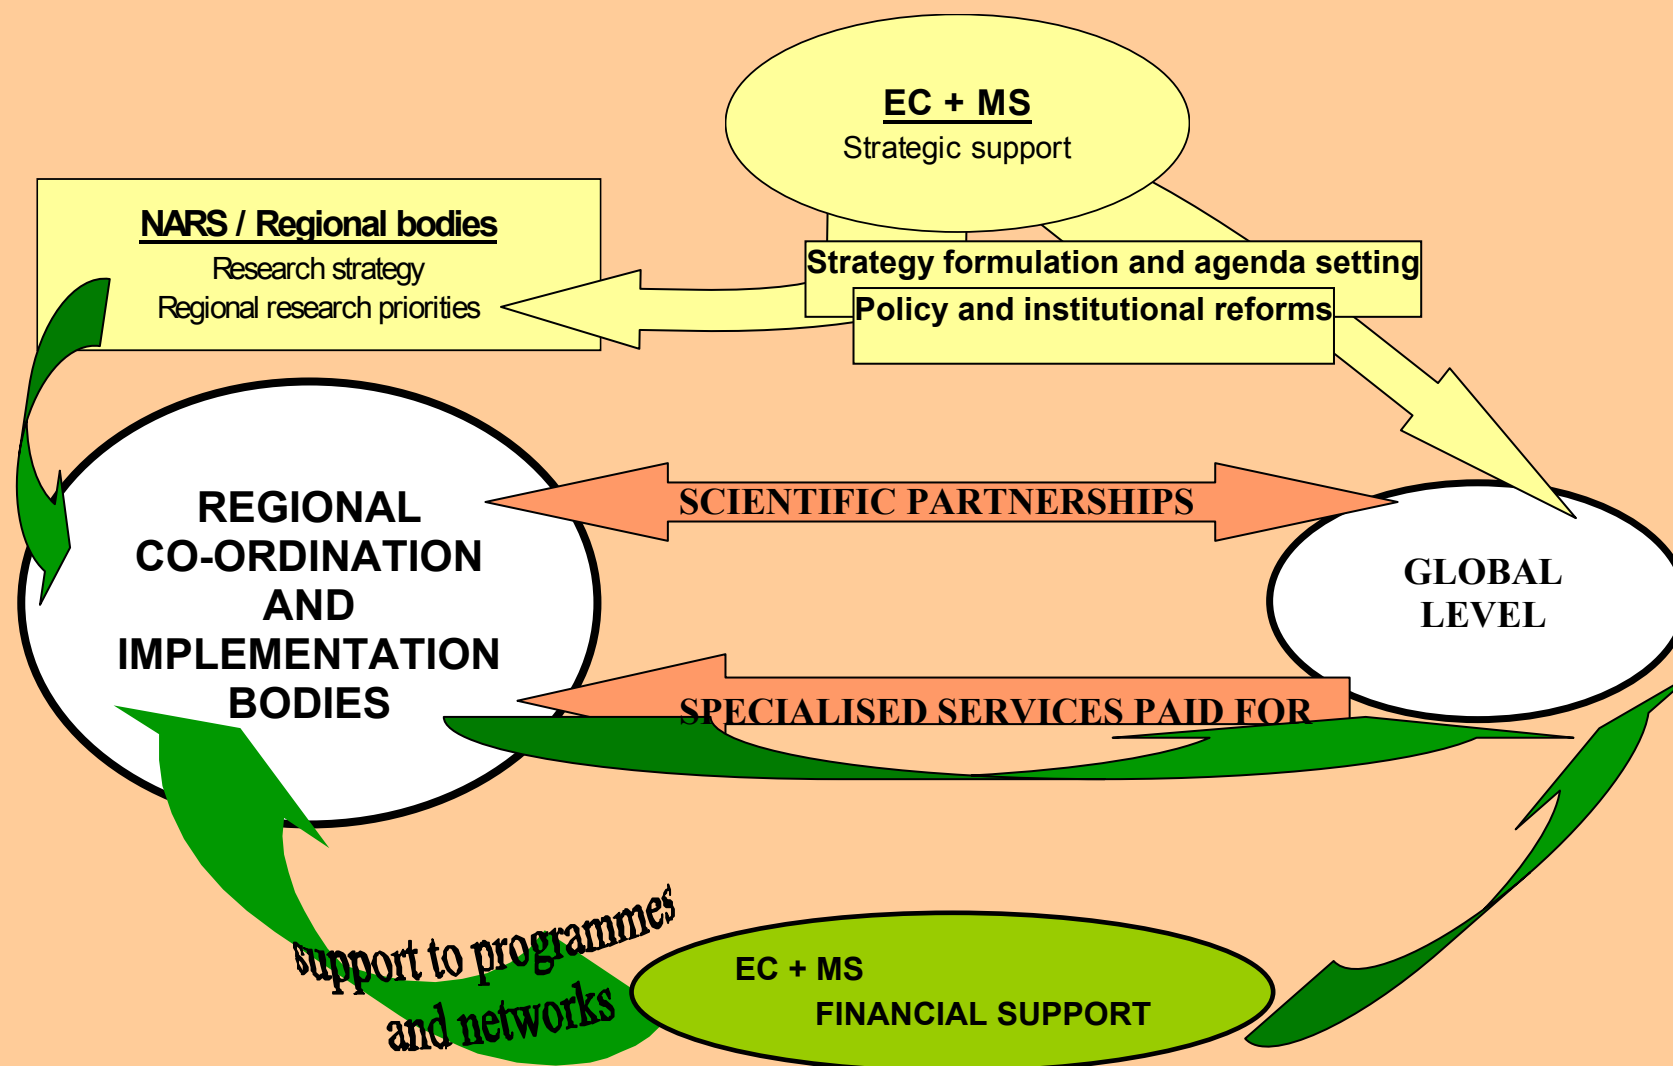 EC + MS
Strategic support
NARS / Regional bodies
Research strategy
Regional research priorities
Strategy formulation and agenda setting
Policy and institutional reforms
REGIONAL
CO-ORDINATION
AND
IMPLEMENTATION
BODIES
SCIENTIFIC PARTNERSHIPS
GLOBAL
LEVEL
SPECIALISED SERVICES PAID FOR
support to programmes
and networks
EC + MS
FINANCIAL SUPPORT